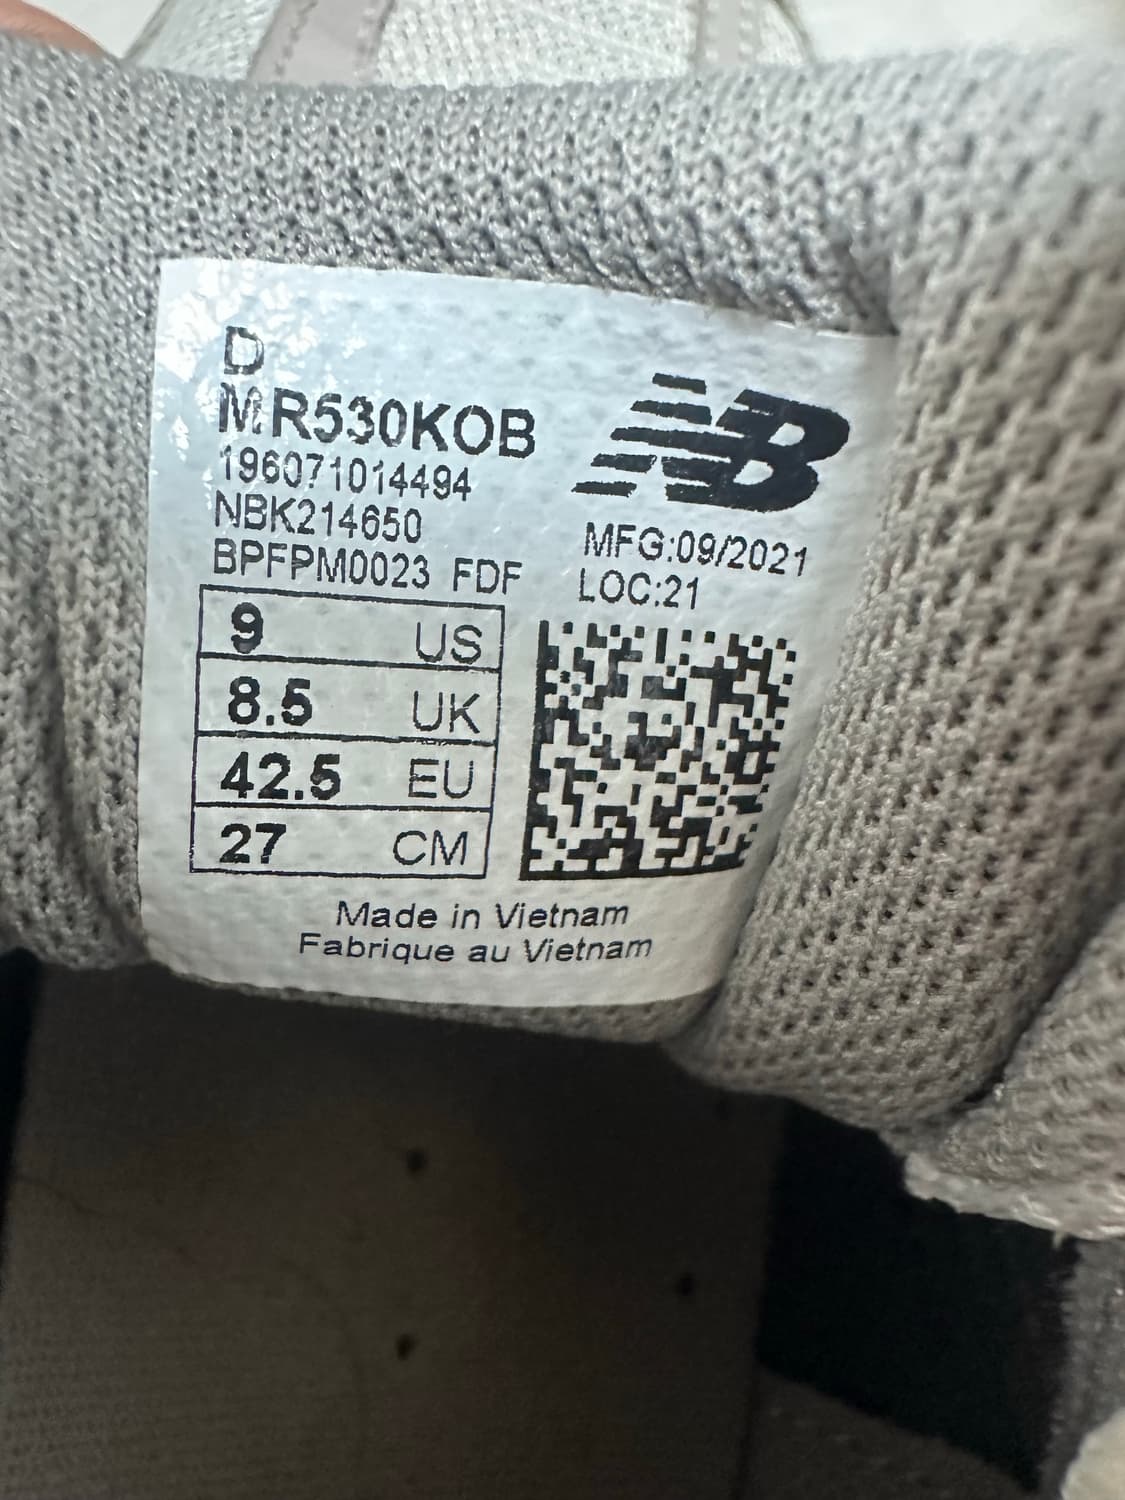 D
MR530KOB
196071014494
NBK214650
BPFPM0023 FDF
NB
MFG:09/2021
LOC:21
9 US
8.5 UK
42.5 EU
27 CM
Made in Vietnam
Fabrique au Vietnam